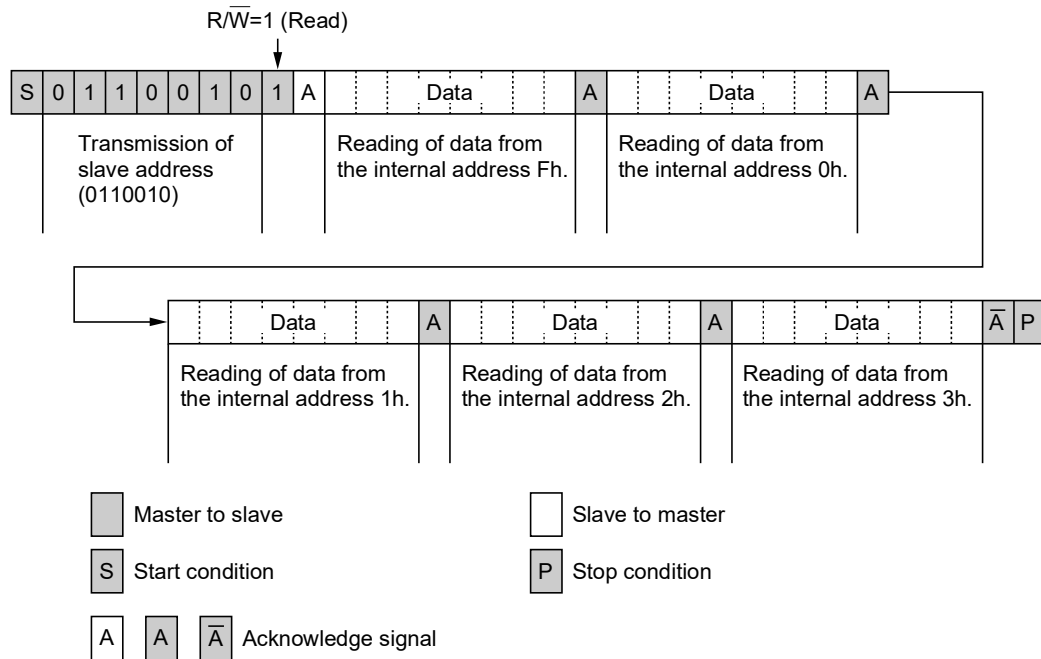 R/W̅=1 (Read)
S 0 1 1 0 0 1 0 1 A Data A Data A
Transmission of
slave address
(0110010)
Reading of data from
the internal address Fh.
Reading of data from
the internal address 0h.
Data A Data A Data A̅ P
Reading of data from
the internal address 1h.
Reading of data from
the internal address 2h.
Reading of data from
the internal address 3h.
Master to slave
Slave to master
S Start condition
P Stop condition
A A A̅ Acknowledge signal